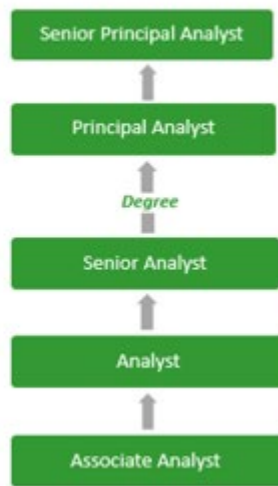 Senior Principal Analyst
Principal Analyst
Degree
Senior Analyst
Analyst
Associate Analyst